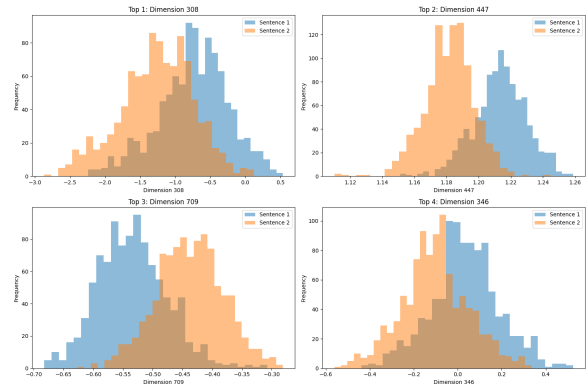 Top 1: Dimension 308
Sentence 1
Sentence 2
Frequency
80
60
40
20
0
−3.0 −2.5 −2.0 −1.5 −1.0 −0.5 0.0 0.5
Dimension 308
Top 2: Dimension 447
Sentence 1
Sentence 2
Frequency
120
100
80
60
40
20
0
1.12 1.14 1.16 1.18 1.20 1.22 1.24 1.26
Dimension 447
Top 3: Dimension 709
Sentence 1
Sentence 2
Frequency
80
60
40
20
0
−0.70 −0.65 −0.60 −0.55 −0.50 −0.45 −0.40 −0.35 −0.30
Dimension 709
Top 4: Dimension 346
Sentence 1
Sentence 2
Frequency
100
80
60
40
20
0
−0.6 −0.4 −0.2 0.0 0.2 0.4
Dimension 346